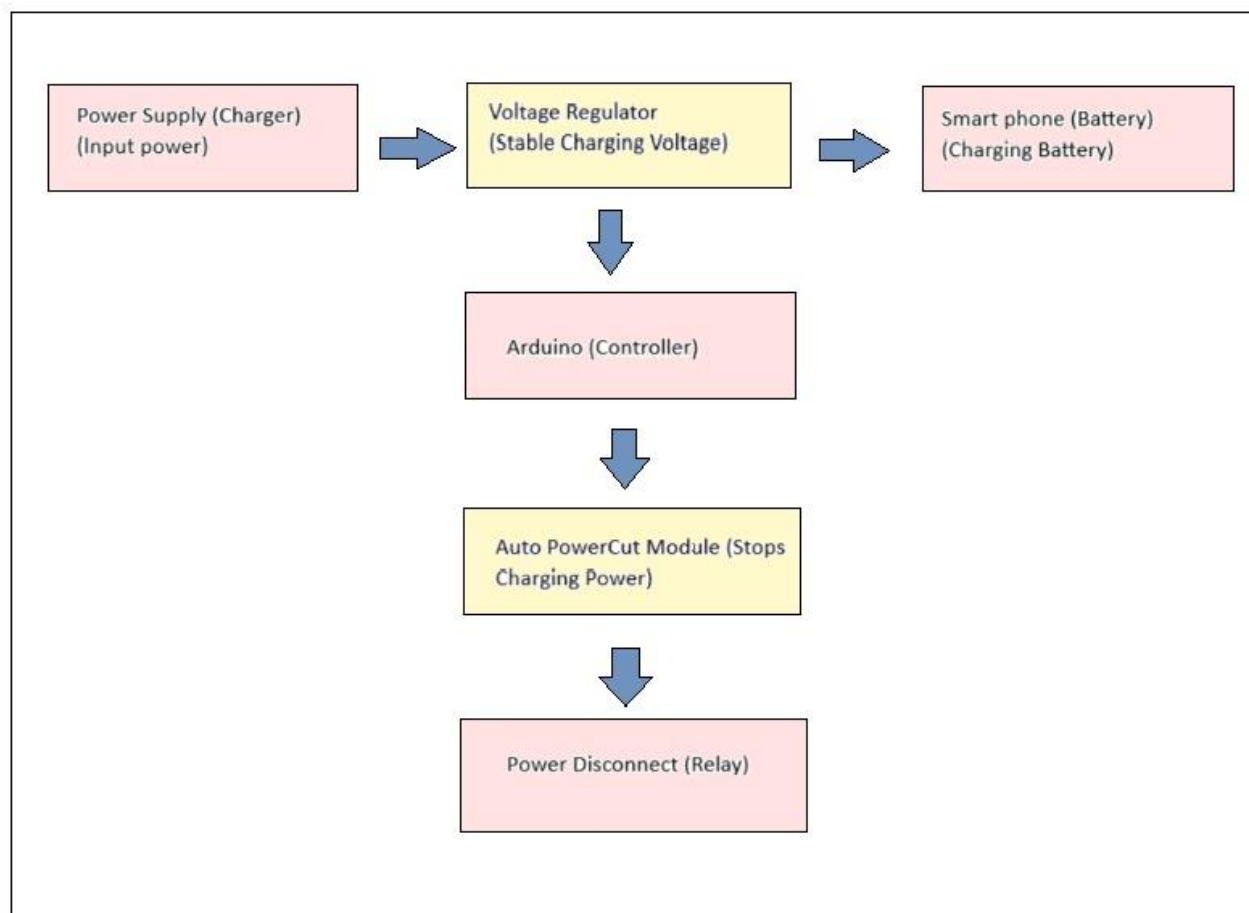 Power Supply (Charger)
(Input power)
Voltage Regulator
(Stable Charging Voltage)
Smart phone (Battery)
(Charging Battery)
Arduino (Controller)
Auto PowerCut Module (Stops
Charging Power)
Power Disconnect (Relay)